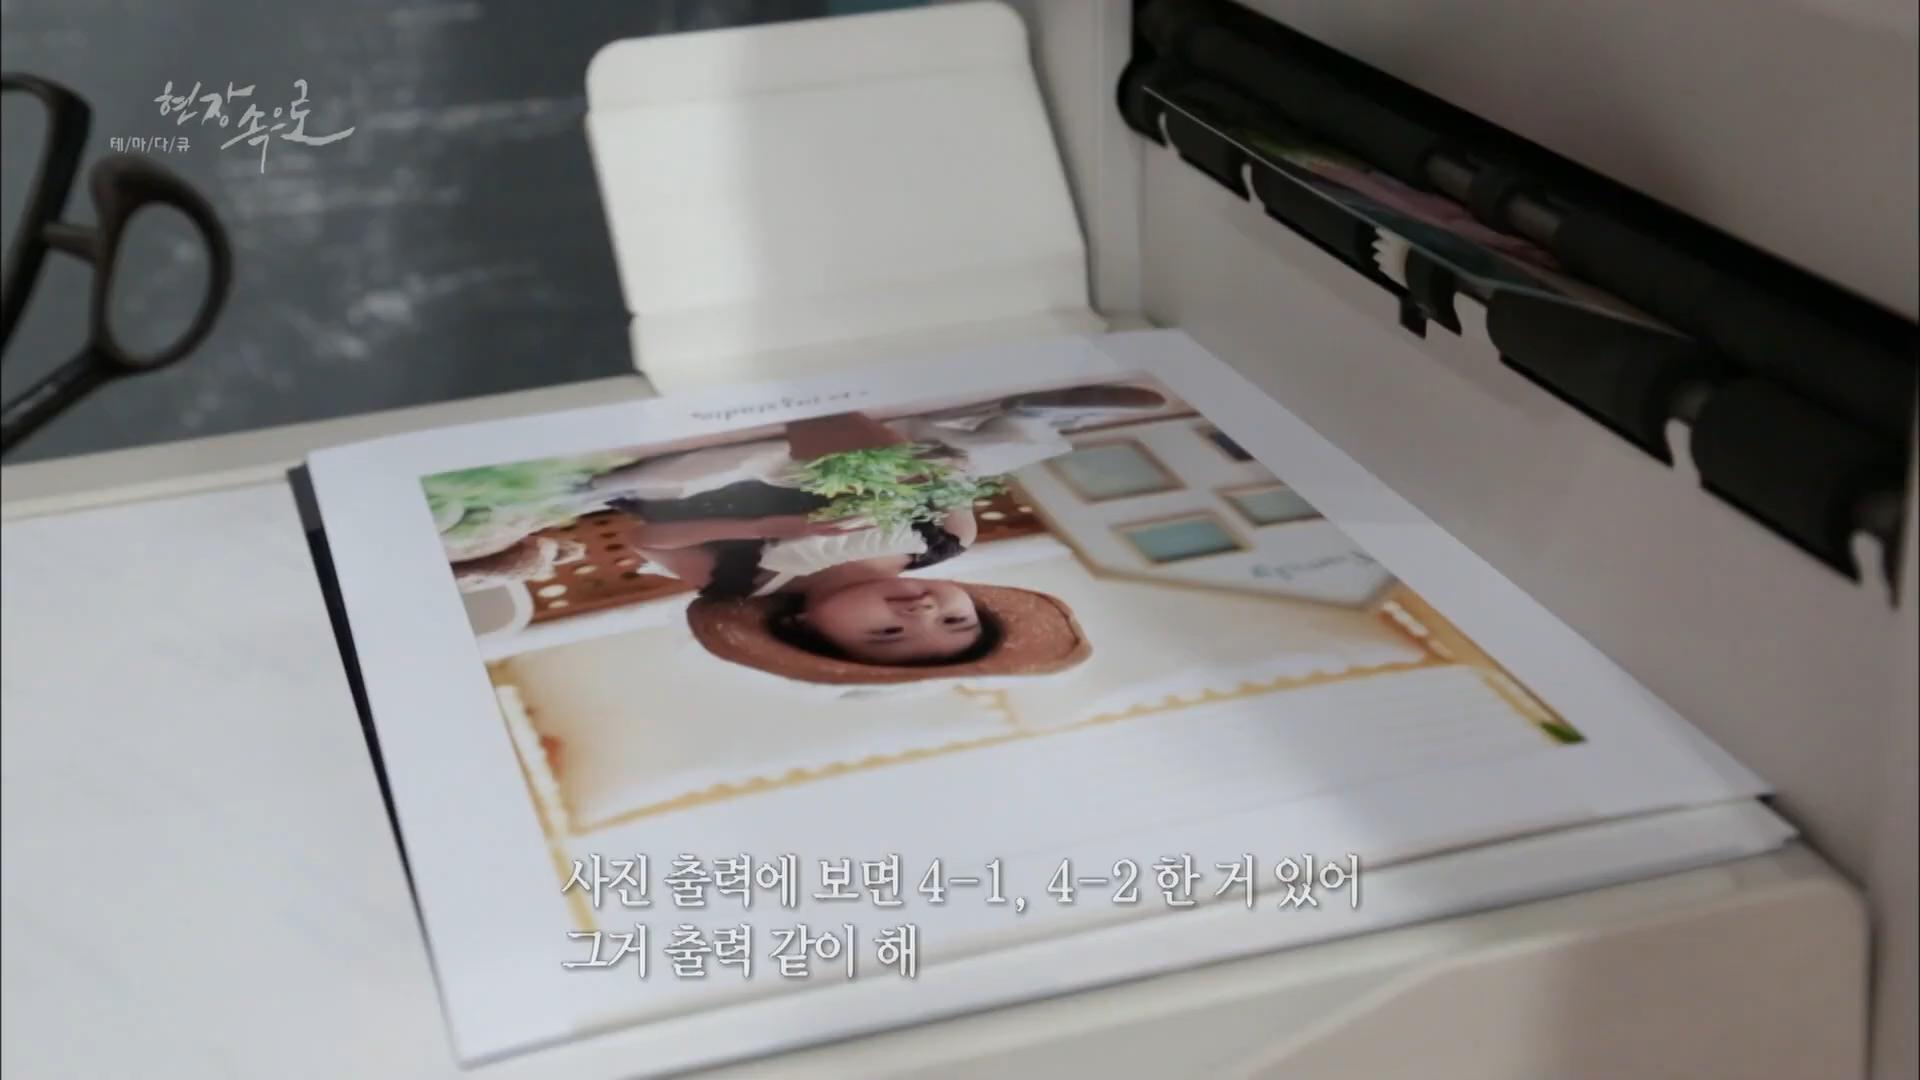 현장속으로
테/마/다/큐
사진 출력에 보면 4-1, 4-2 한 거 있어
그거 출력 같이 해